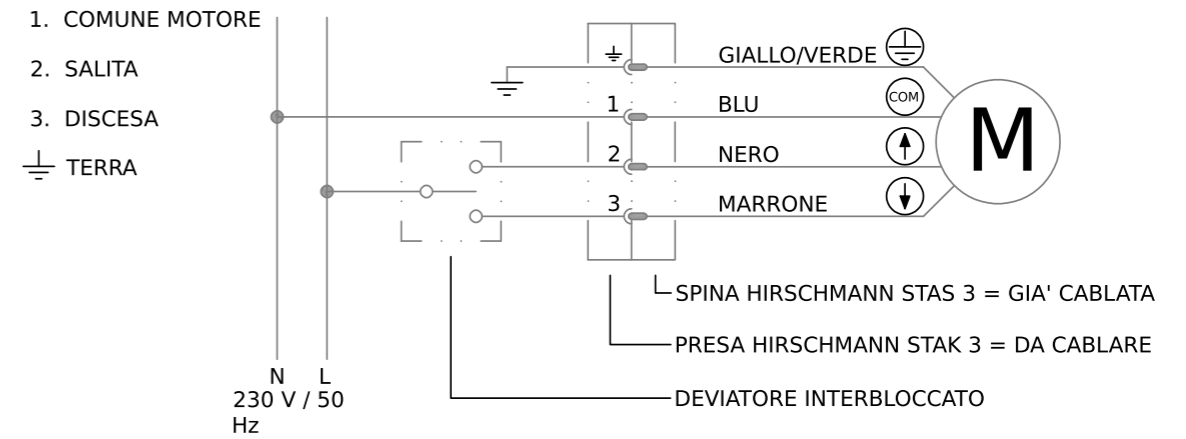 1. COMUNE MOTORE
2. SALITA
3. DISCESA
TERRA
GIALLO/VERDE
1 BLU COM
2 NERO
3 MARRONE
M
SPINA HIRSCHMANN STAS 3 = GIA' CABLATA
PRESA HIRSCHMANN STAK 3 = DA CABLARE
DEVIATORE INTERBLOCCATO
N L
230 V / 50
Hz